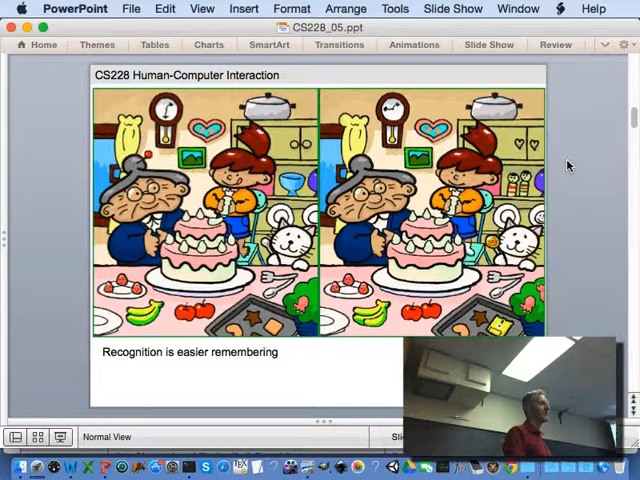 PowerPoint File Edit View Insert Format Arrange Tools Slide Show Window Help
CS228_05.ppt
Home Themes Tables Charts SmartArt Transitions Animations Slide Show Review
CS228 Human-Computer Interaction
Recognition is easier remembering
Normal View